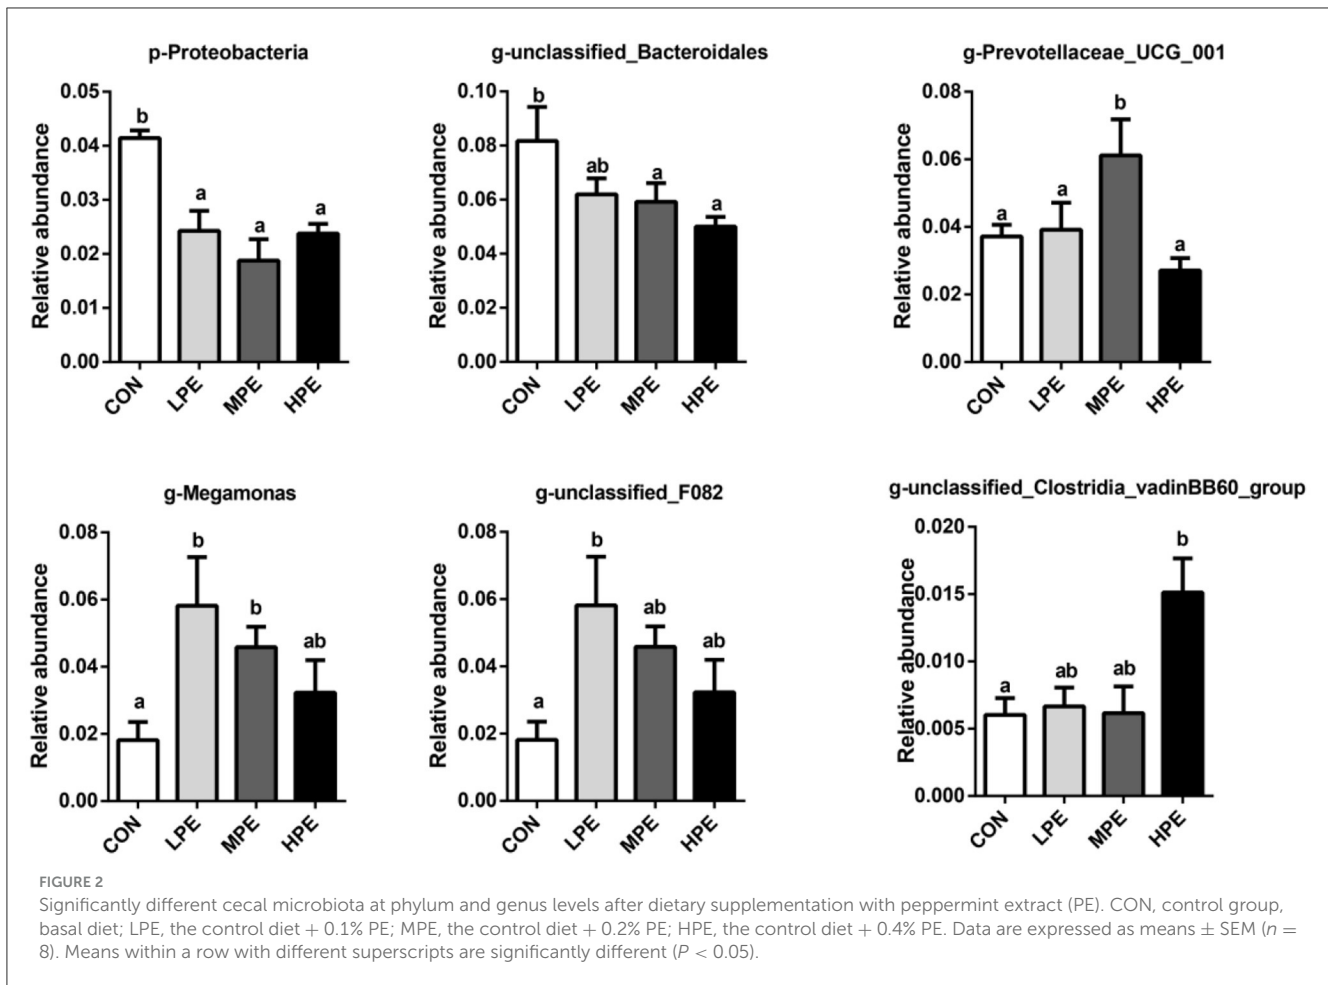 p-Proteobacteria
Relative abundance
0.05
0.04
0.03
0.02
0.01
0.00
b
a
a
a
CON
LPE
MPE
HPE
g-unclassified_Bacteroidales
Relative abundance
0.10
0.08
0.06
0.04
0.02
0.00
b
ab
a
a
CON
LPE
MPE
HPE
g-Prevotellaceae_UCG_001
Relative abundance
0.08
0.06
0.04
0.02
0.00
a
a
b
a
CON
LPE
MPE
HPE
g-Megamonas
Relative abundance
0.08
0.06
0.04
0.02
0.00
a
b
b
ab
CON
LPE
MPE
HPE
g-unclassified_F082
Relative abundance
0.08
0.06
0.04
0.02
0.00
a
b
ab
ab
CON
LPE
MPE
HPE
g-unclassified_Clostridia_vadinBB60_group
Relative abundance
0.020
0.015
0.010
0.005
0.000
a
ab
ab
b
CON
LPE
MPE
HPE
FIGURE 2
Significantly different cecal microbiota at phylum and genus levels after dietary supplementation with peppermint extract (PE). CON, control group,
basal diet; LPE, the control diet + 0.1% PE; MPE, the control diet + 0.2% PE; HPE, the control diet + 0.4% PE. Data are expressed as means ± SEM (n =
8). Means within a row with different superscripts are significantly different (P < 0.05).